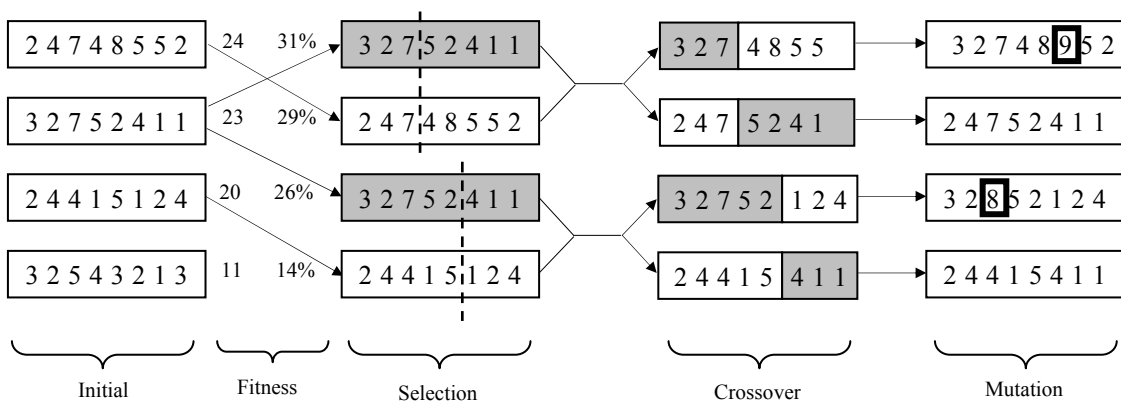 2 4 7 4 8 5 5 2 24 31% 3 2 7 5 2 4 1 1 3 2 7 4 8 5 5 3 2 7 4 8 9 5 2
3 2 7 5 2 4 1 1 23 29% 2 4 7 4 8 5 5 2 2 4 7 5 2 4 1 2 4 7 5 2 4 1 1
2 4 4 1 5 1 2 4 20 26% 3 2 7 5 2 4 1 1 3 2 7 5 2 1 2 4 3 2 8 5 2 1 2 4
3 2 5 4 3 2 1 3 11 14% 2 4 4 1 5 1 2 4 2 4 4 1 5 4 1 1 2 4 4 1 5 4 1 1
Initial Fitness Selection Crossover Mutation